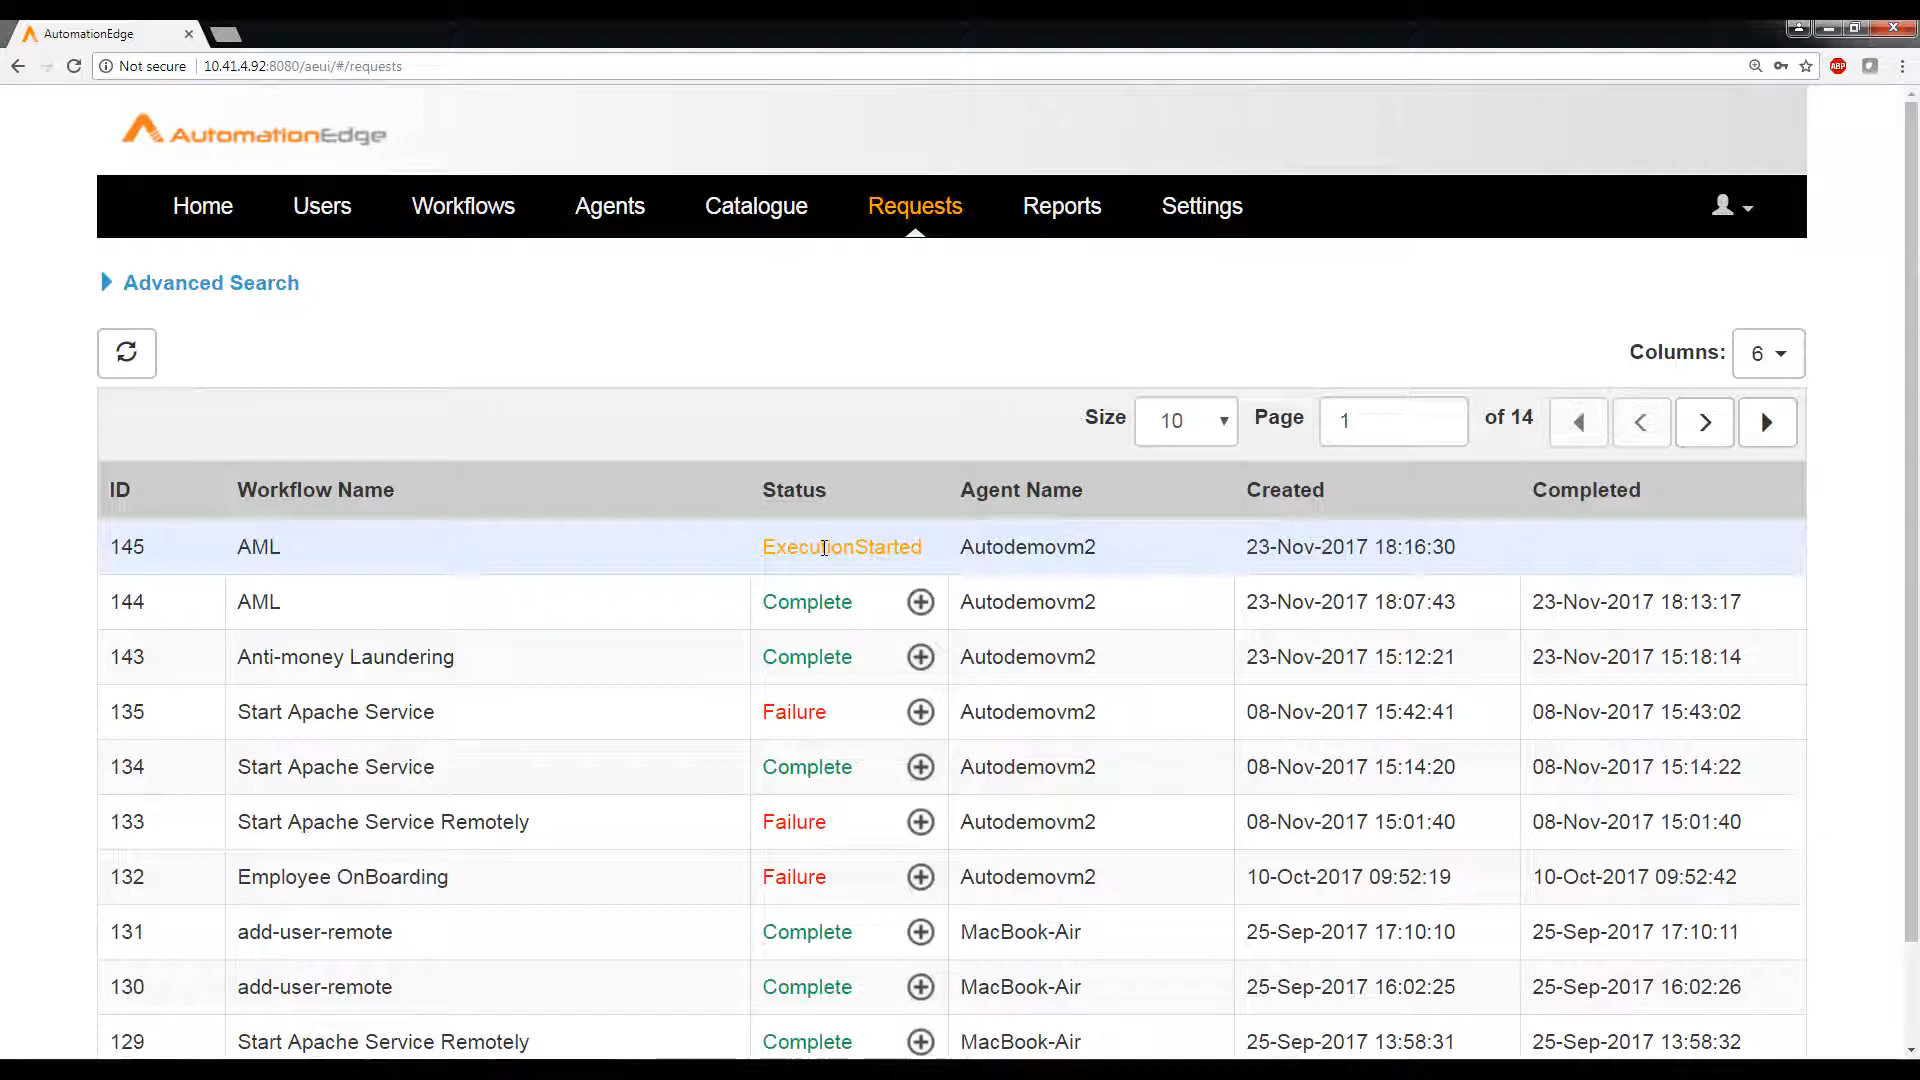 AutomationEdge
Not secure 10.41.4.92:8080/aeui/#/requests
ABP
AutomationEdge
Home Users Workflows Agents Catalogue Requests Reports Settings
Advanced Search
Columns: 6
Size 10 Page 1 of 14
ID Workflow Name Status Agent Name Created Completed
145 AML ExecutionStarted Autodemovm2 23-Nov-2017 18:16:30
144 AML Complete Autodemovm2 23-Nov-2017 18:07:43 23-Nov-2017 18:13:17
143 Anti-money Laundering Complete Autodemovm2 23-Nov-2017 15:12:21 23-Nov-2017 15:18:14
135 Start Apache Service Failure Autodemovm2 08-Nov-2017 15:42:41 08-Nov-2017 15:43:02
134 Start Apache Service Complete Autodemovm2 08-Nov-2017 15:14:20 08-Nov-2017 15:14:22
133 Start Apache Service Remotely Failure Autodemovm2 08-Nov-2017 15:01:40 08-Nov-2017 15:01:40
132 Employee OnBoarding Failure Autodemovm2 10-Oct-2017 09:52:19 10-Oct-2017 09:52:42
131 add-user-remote Complete MacBook-Air 25-Sep-2017 17:10:10 25-Sep-2017 17:10:11
130 add-user-remote Complete MacBook-Air 25-Sep-2017 16:02:25 25-Sep-2017 16:02:26
129 Start Apache Service Remotely Complete MacBook-Air 25-Sep-2017 13:58:31 25-Sep-2017 13:58:32